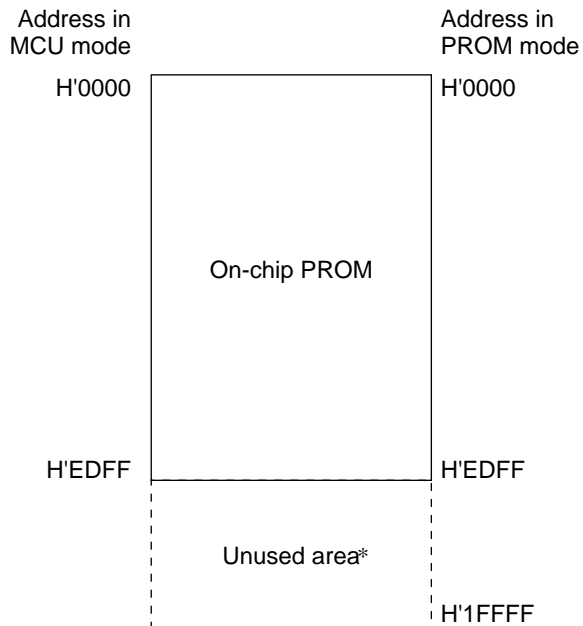 Address in
MCU mode
Address in
PROM mode
H'0000
H'0000
On-chip PROM
H'EDFF
H'EDFF
Unused area*
H'1FFFF